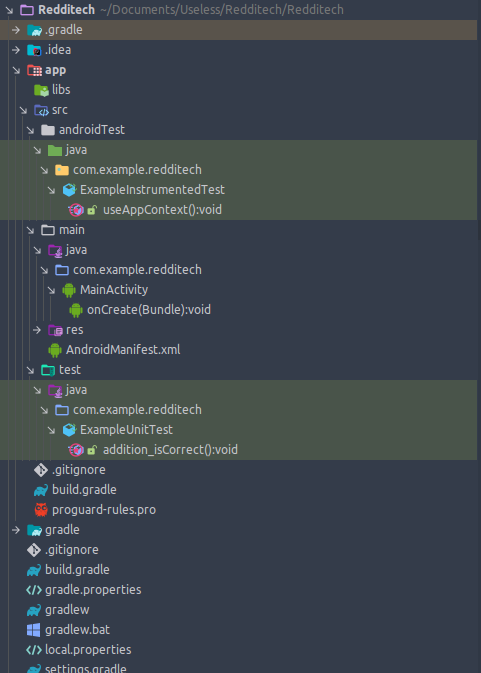 Redditech ~/Documents/Useless/Redditech/Redditech
.gradle
.idea
app
libs
src
androidTest
java
com.example.redditech
ExampleInstrumentedTest
useAppContext():void
main
java
com.example.redditech
MainActivity
onCreate(Bundle):void
res
AndroidManifest.xml
test
java
com.example.redditech
ExampleUnitTest
addition_isCorrect():void
.gitignore
build.gradle
proguard-rules.pro
gradle
.gitignore
build.gradle
gradle.properties
gradlew
gradlew.bat
local.properties
settings.gradle